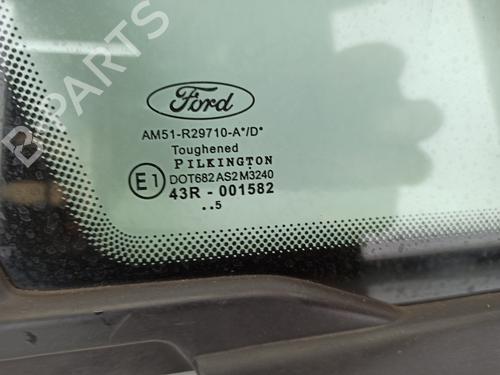 B-PARTS
Ford
AM51-R29710-A*/D*
Toughened
PILKINGTON
E1
DOT682 AS2 M3240
43R - 001582
..5